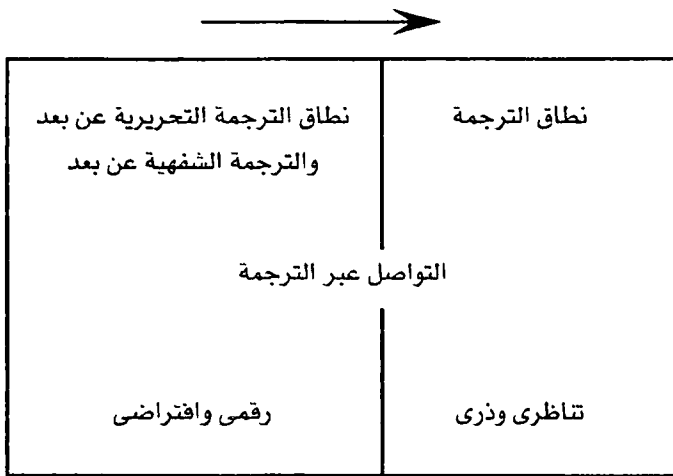 نطاق الترجمة
نطاق الترجمة التحريرية عن بعد
والترجمة الشفهية عن بعد
التواصل عبر الترجمة
تناظرى وذرى
رقمى وافتراضى